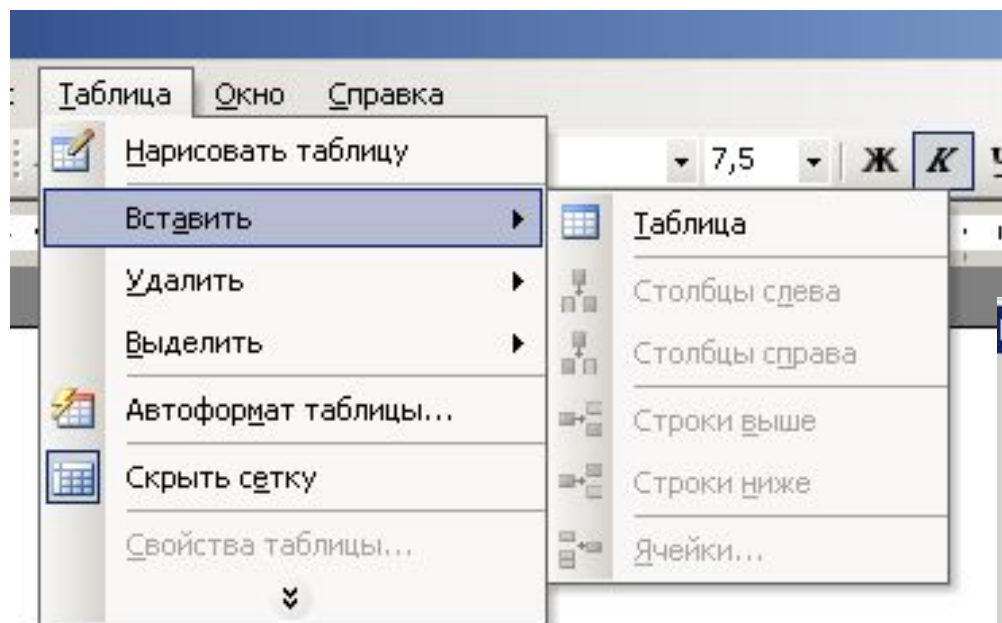 Таблица Окно Справка
Нарисовать таблицу
7,5 Ж К
Вставить
Таблица
Удалить
Столбцы слева
Выделить
Столбцы справа
Автоформат таблицы...
Строки выше
Скрыть сетку
Строки ниже
Свойства таблицы...
Ячейки...